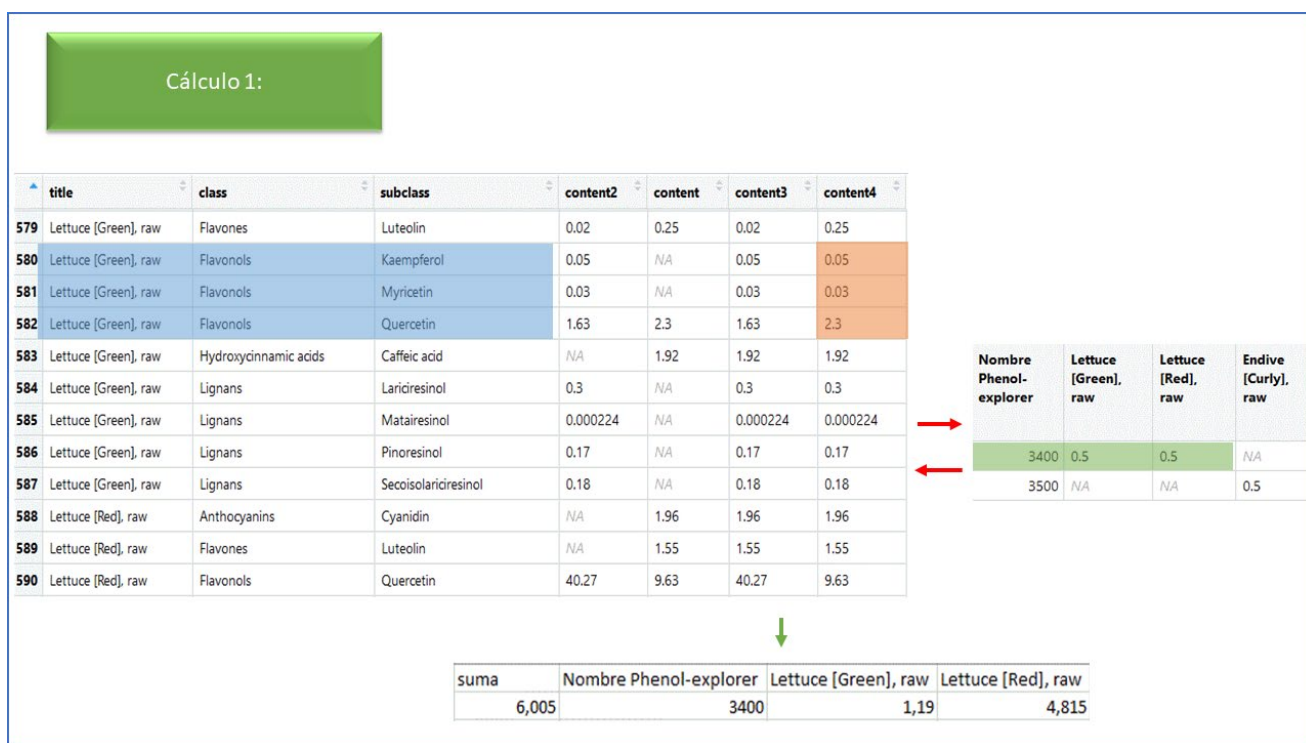 Cálculo 1:
title class subclass content2 content content3 content4
579 Lettuce [Green], raw Flavones Luteolin 0.02 0.25 0.02 0.25
580 Lettuce [Green], raw Flavonols Kaempferol 0.05 NA 0.05 0.05
581 Lettuce [Green], raw Flavonols Myricetin 0.03 NA 0.03 0.03
582 Lettuce [Green], raw Flavonols Quercetin 1.63 2.3 1.63 2.3
583 Lettuce [Green], raw Hydroxycinnamic acids Caffeic acid NA 1.92 1.92 1.92
584 Lettuce [Green], raw Lignans Lariciresinol 0.3 NA 0.3 0.3
585 Lettuce [Green], raw Lignans Matairesinol 0.000224 NA 0.000224 0.000224
586 Lettuce [Green], raw Lignans Pinoresinol 0.17 NA 0.17 0.17
587 Lettuce [Green], raw Lignans Secoisolariciresinol 0.18 NA 0.18 0.18
588 Lettuce [Red], raw Anthocyanins Cyanidin NA 1.96 1.96 1.96
589 Lettuce [Red], raw Flavones Luteolin NA 1.55 1.55 1.55
590 Lettuce [Red], raw Flavonols Quercetin 40.27 9.63 40.27 9.63
Nombre Lettuce Lettuce Endive
Phenol- [Green], [Red], [Curly],
explorer raw raw raw
3400 0.5 0.5 NA
3500 NA NA 0.5
suma Nombre Phenol-explorer Lettuce [Green], raw Lettuce [Red], raw
6,005 3400 1,19 4,815